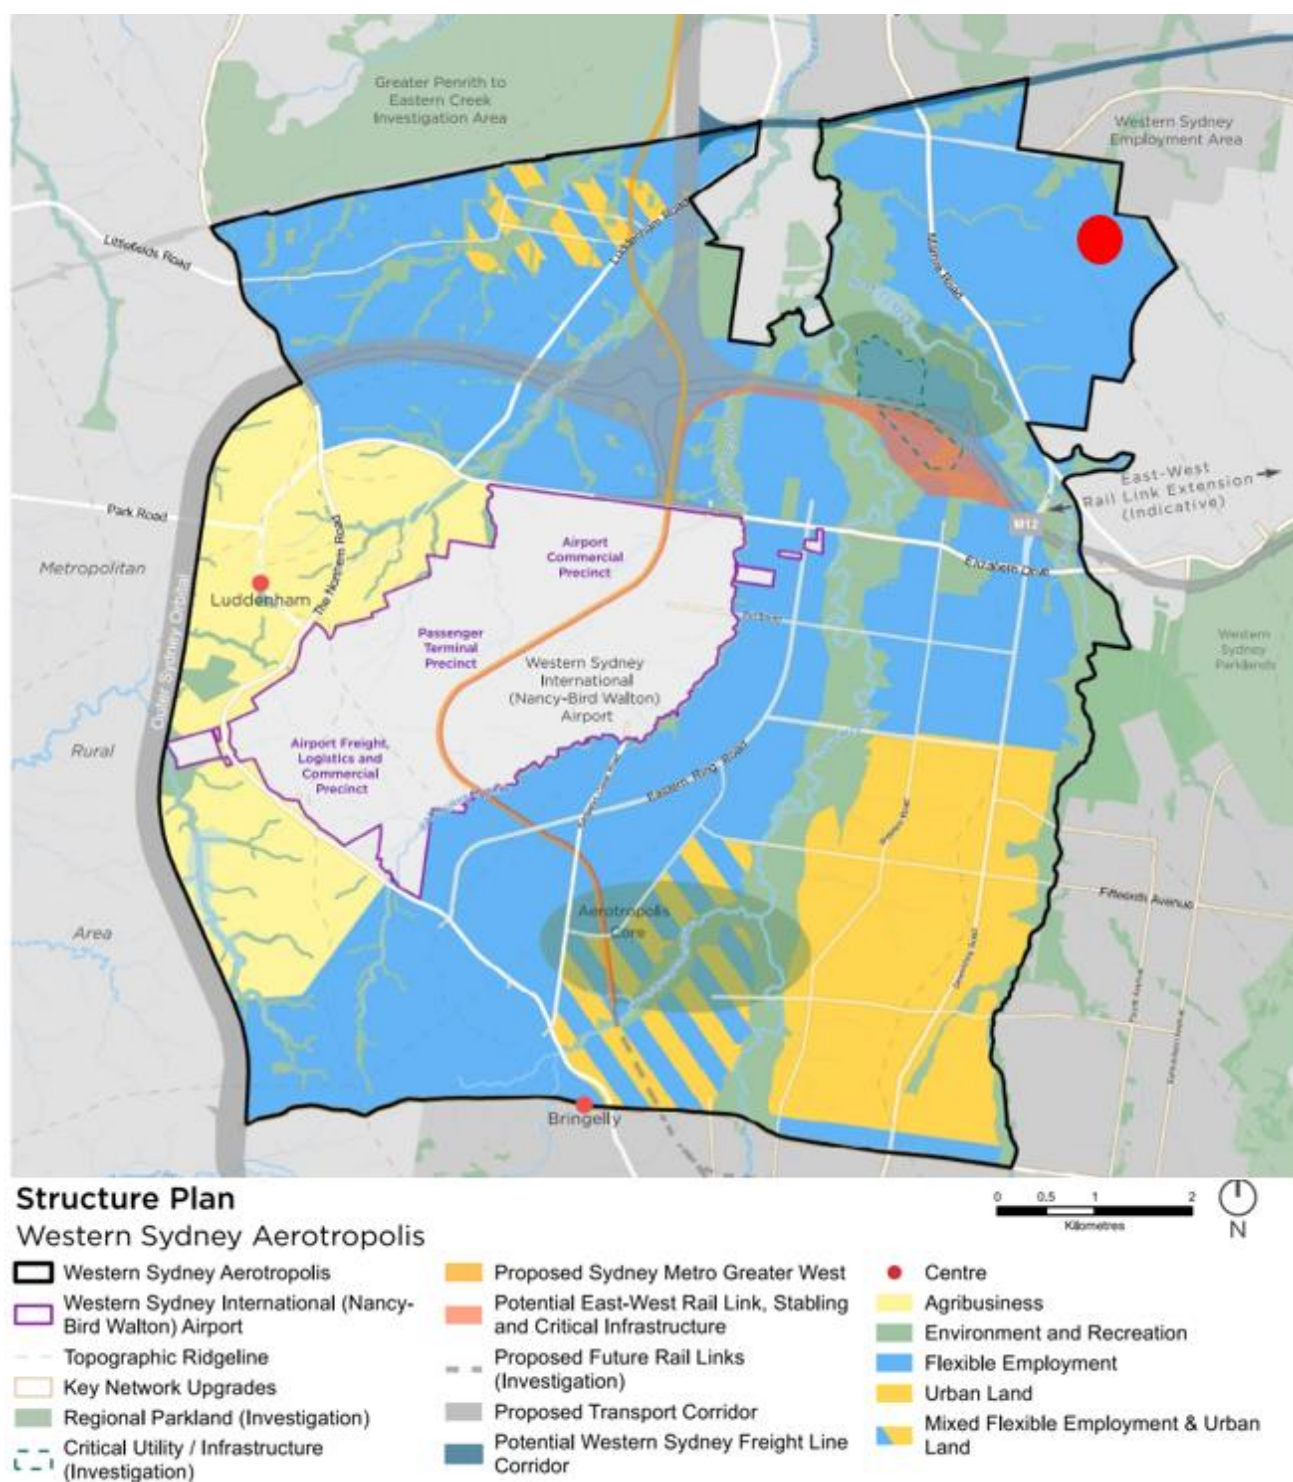 Greater Penrith to
Eastern Creek
Investigation Area
Western Sydney
Employment Area
Littlefields Road
Luddenham Road
Mamre Road
East-West
Rail Link Extension
(Indicative)
M12
Park Road
Elizabeth Drive
Metropolitan
Airport
Commercial
Precinct
Luddenham
The Northern Road
Outer Sydney Orbital
Passenger
Terminal
Precinct
Western Sydney
International
(Nancy-Bird Walton)
Airport
Western
Sydney
Parklands
Rural
Airport Freight,
Logistics and
Commercial
Precinct
Eastern Ring Road
Fifteenth Avenue
Area
Aerotropolis
Core
Bringelly
Structure Plan
Western Sydney Aerotropolis
0 0.5 1 2
Kilometres
N
Western Sydney Aerotropolis
Western Sydney International (Nancy-
Bird Walton) Airport
Topographic Ridgeline
Key Network Upgrades
Regional Parkland (Investigation)
Critical Utility / Infrastructure
(Investigation)
Proposed Sydney Metro Greater West
Potential East-West Rail Link, Stabling
and Critical Infrastructure
Proposed Future Rail Links
(Investigation)
Proposed Transport Corridor
Potential Western Sydney Freight Line
Corridor
Centre
Agribusiness
Environment and Recreation
Flexible Employment
Urban Land
Mixed Flexible Employment & Urban
Land